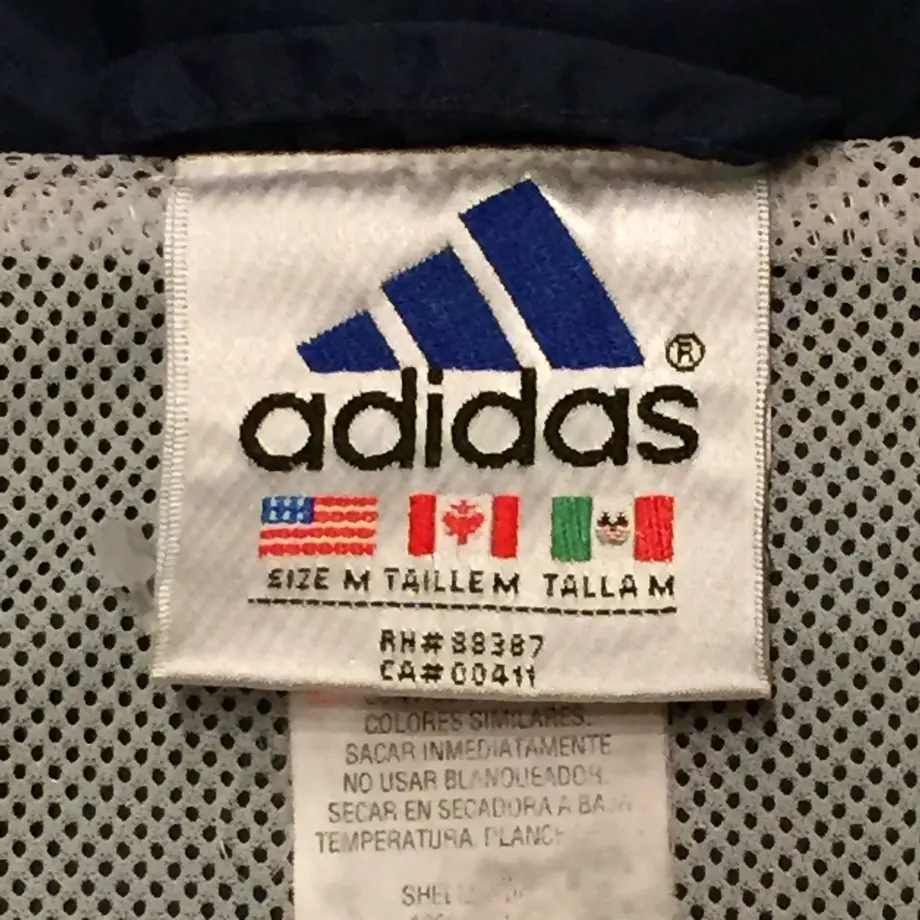 adidas ®
SIZE M TAILLE M TALLA M
RN# 88387
CA# 00411
COLORES SIMILARES.
SACAR INMEDIATAMENTE
NO USAR BLANQUEADOR.
SECAR EN SECADORA A BAJA
TEMPERATURA.